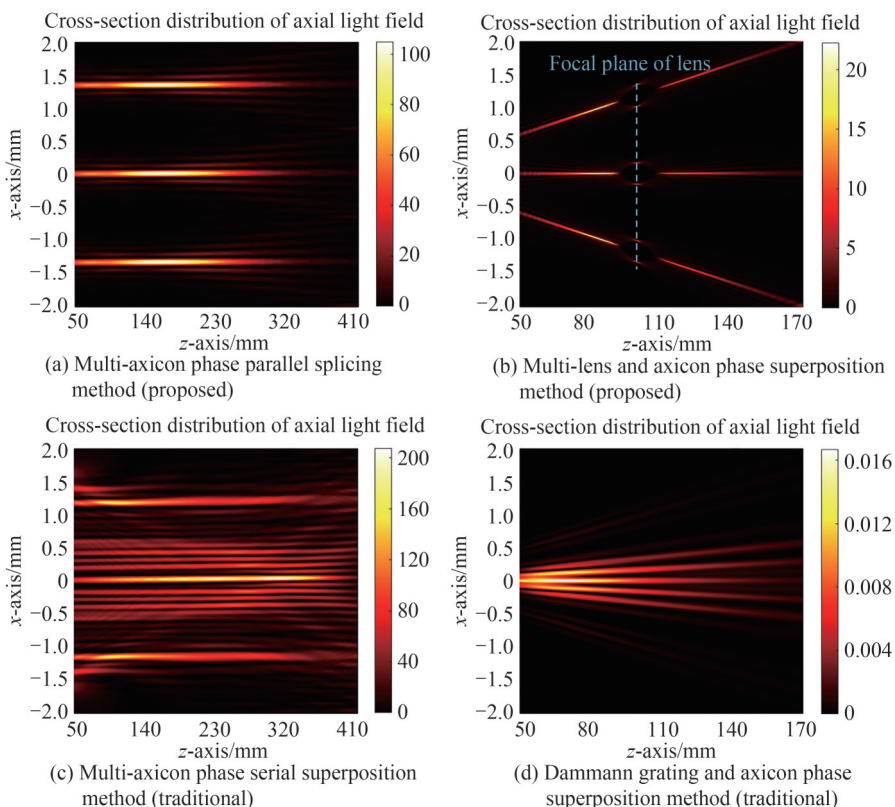 Cross-section distribution of axial light field
2.0
1.5
1.0
0.5
0
−0.5
−1.0
−1.5
−2.0
x-axis/mm
50 140 230 320 410
z-axis/mm
100
80
60
40
20
0
(a) Multi-axicon phase parallel splicing
method (proposed)
Cross-section distribution of axial light field
Focal plane of lens
2.0
1.5
1.0
0.5
0
−0.5
−1.0
−1.5
−2.0
x-axis/mm
50 80 110 140 170
z-axis/mm
20
15
10
5
0
(b) Multi-lens and axicon phase superposition
method (proposed)
Cross-section distribution of axial light field
2.0
1.5
1.0
0.5
0
−0.5
−1.0
−1.5
−2.0
x-axis/mm
50 140 230 320 410
z-axis/mm
200
160
120
80
40
0
(c) Multi-axicon phase serial superposition
method (traditional)
Cross-section distribution of axial light field
2.0
1.5
1.0
0.5
0
−0.5
−1.0
−1.5
−2.0
x-axis/mm
50 80 110 140 170
z-axis/mm
0.016
0.012
0.008
0.004
0
(d) Dammann grating and axicon phase
superposition method (traditional)